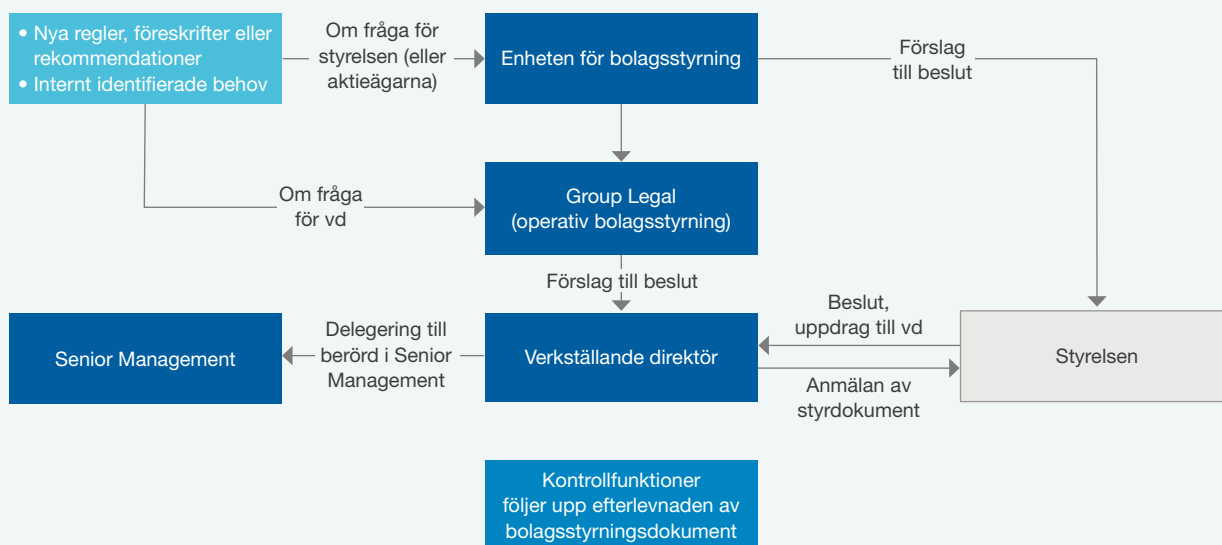 • Nya regler, föreskrifter eller
rekommendationer
• Internt identifierade behov
Om fråga för
styrelsen (eller
aktieägarna)
Enheten för bolagsstyrning
Förslag
till beslut
Om fråga
för vd
Group Legal
(operativ bolagsstyrning)
Förslag till beslut
Senior Management
Delegering till
berörd i Senior
Management
Verkställande direktör
Beslut,
uppdrag till vd
Anmälan av
styrdokument
Styrelsen
Kontrollfunktioner
följer upp efterlevnaden av
bolagsstyrningsdokument